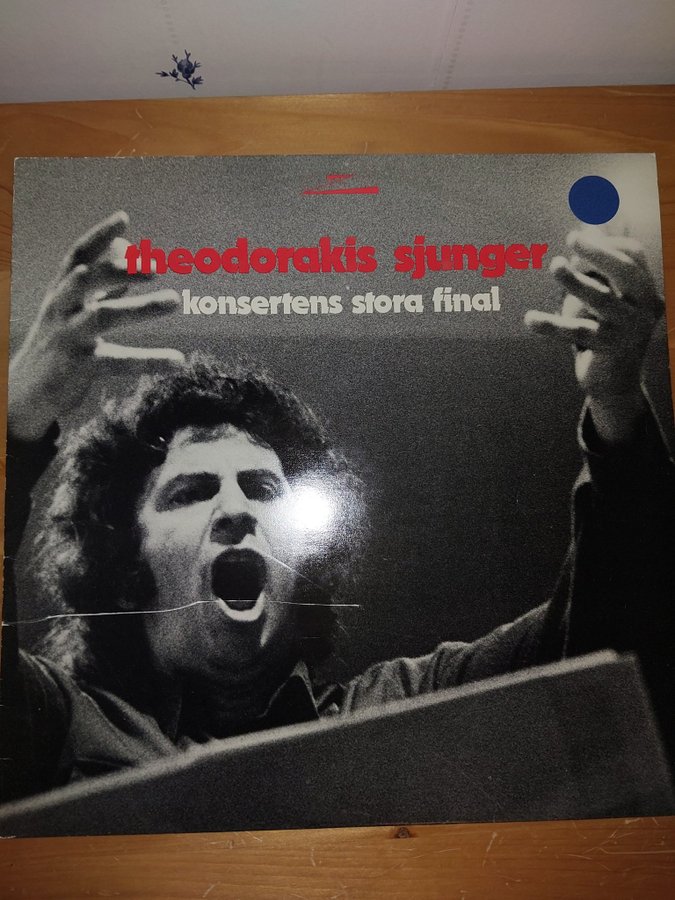 theodorakis sjunger
konsertens stora final